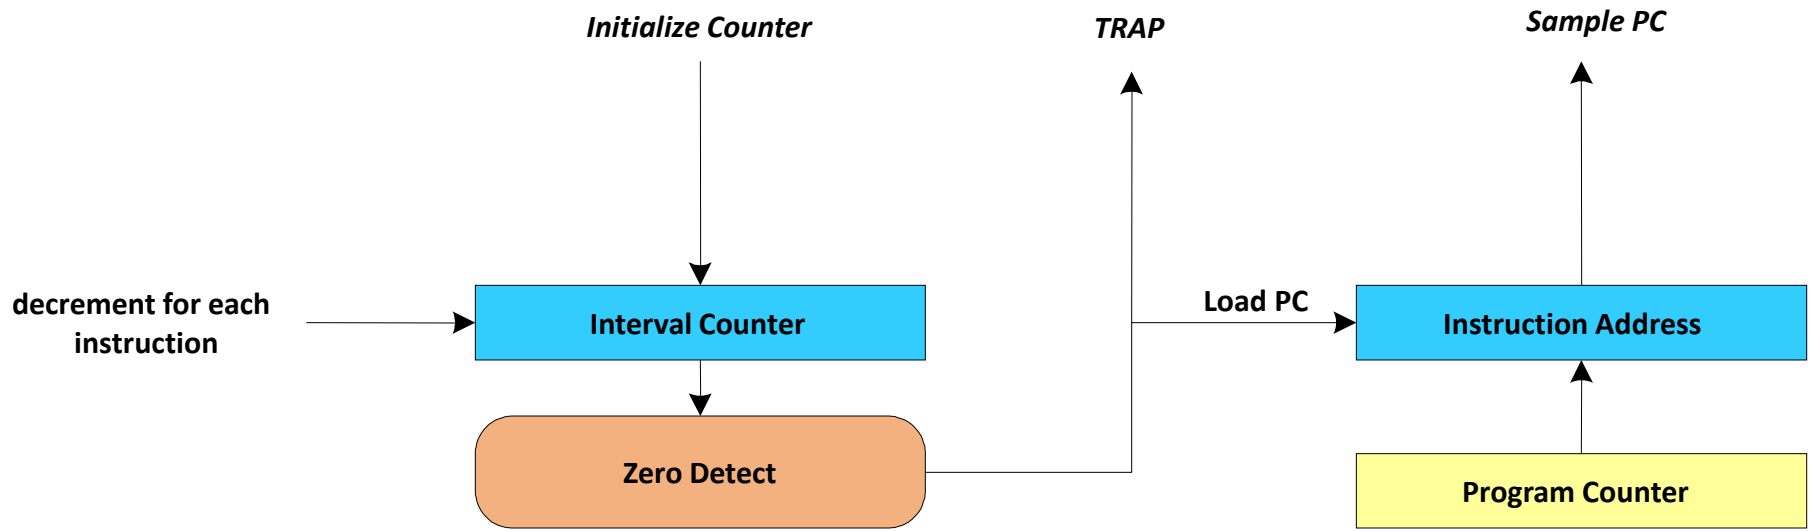 Initialize Counter
TRAP
Sample PC
decrement for each
instruction
Interval Counter
Load PC
Instruction Address
Zero Detect
Program Counter